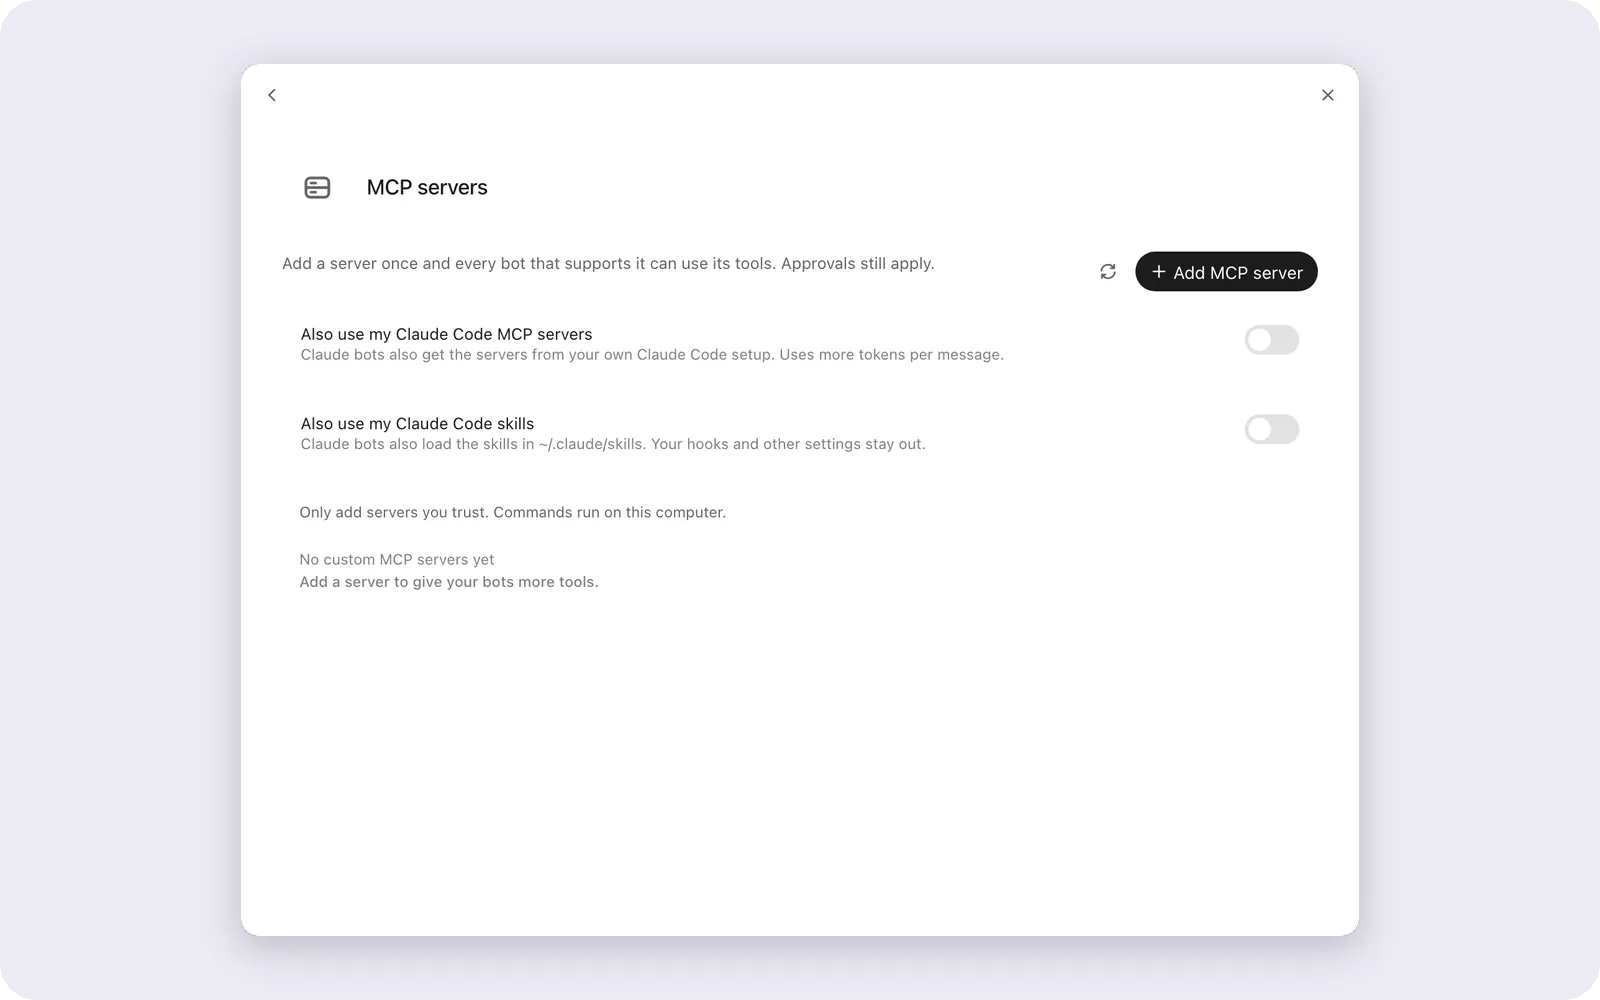 MCP servers
Add a server once and every bot that supports it can use its tools. Approvals still apply.
Add MCP server
Also use my Claude Code MCP servers
Claude bots also get the servers from your own Claude Code setup. Uses more tokens per message.
Also use my Claude Code skills
Claude bots also load the skills in ~/.claude/skills. Your hooks and other settings stay out.
Only add servers you trust. Commands run on this computer.
No custom MCP servers yet
Add a server to give your bots more tools.